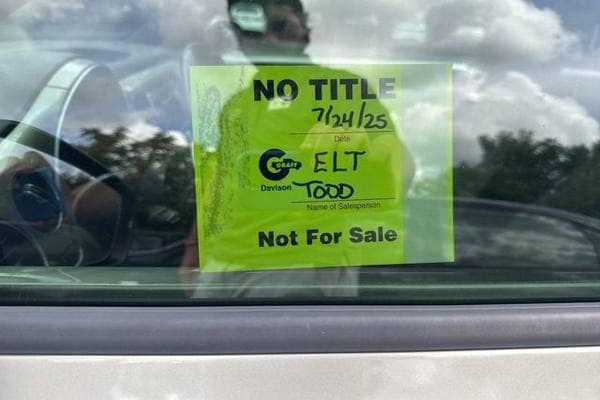 NO TITLE
7/24/25
Date
GRAFF ELT
Davison TODD
Name of Salesperson
Not For Sale